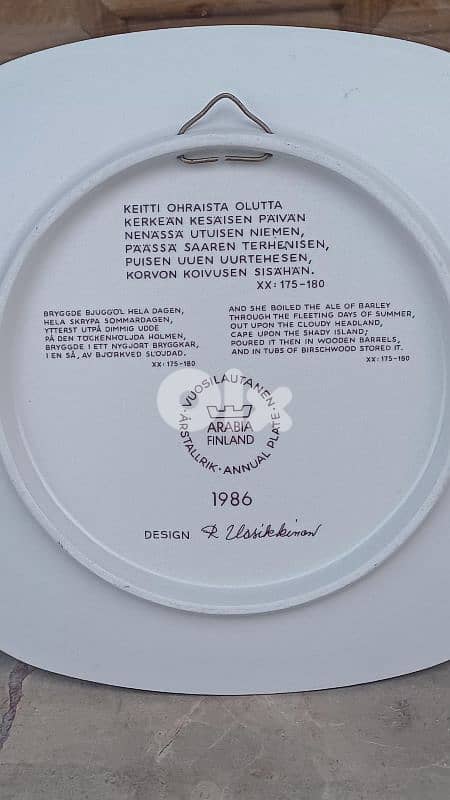 KEITTI OHRAISTA OLUTTA
KERKEÄN KESÄISEN PÄIVÄN
NENÄSSÄ UTUISEN NIEMEN,
PÄÄSSÄ SAAREN TERHENISEN,
PUISEN UUEN UURTEHESEN,
KORVON KOIVUSEN SISÄHÄN.
XX: 175-180
BRYGGDE BJUGGÖL HELA DAGEN,
HELA SKRYPA SOMMARDAGEN,
YTTERST UTPÅ DIMMIG UDDE
PÅ DEN TÖCKENHÖLJDA HOLMEN,
BRYGGDE I ETT NYGJORT BRYGGKAR,
I EN SÅ, AV BJÖRKVED SLÖJDAD.
XX: 175-180
AND SHE BOILED THE ALE OF BARLEY
THROUGH THE FLEETING DAYS OF SUMMER,
OUT UPON THE CLOUDY HEADLAND,
CAPE UPON THE SHADY ISLAND;
POURED IT THEN IN WOODEN BARRELS,
AND IN TUBS OF BIRSCHWOOD STORED IT.
XX: 175-180
VUOSILAUTANEN·
ARABIA
FINLAND
ÅRSTALLRIK·ANNUAL PLATE·
olx
1986
DESIGN R Uosikkinen